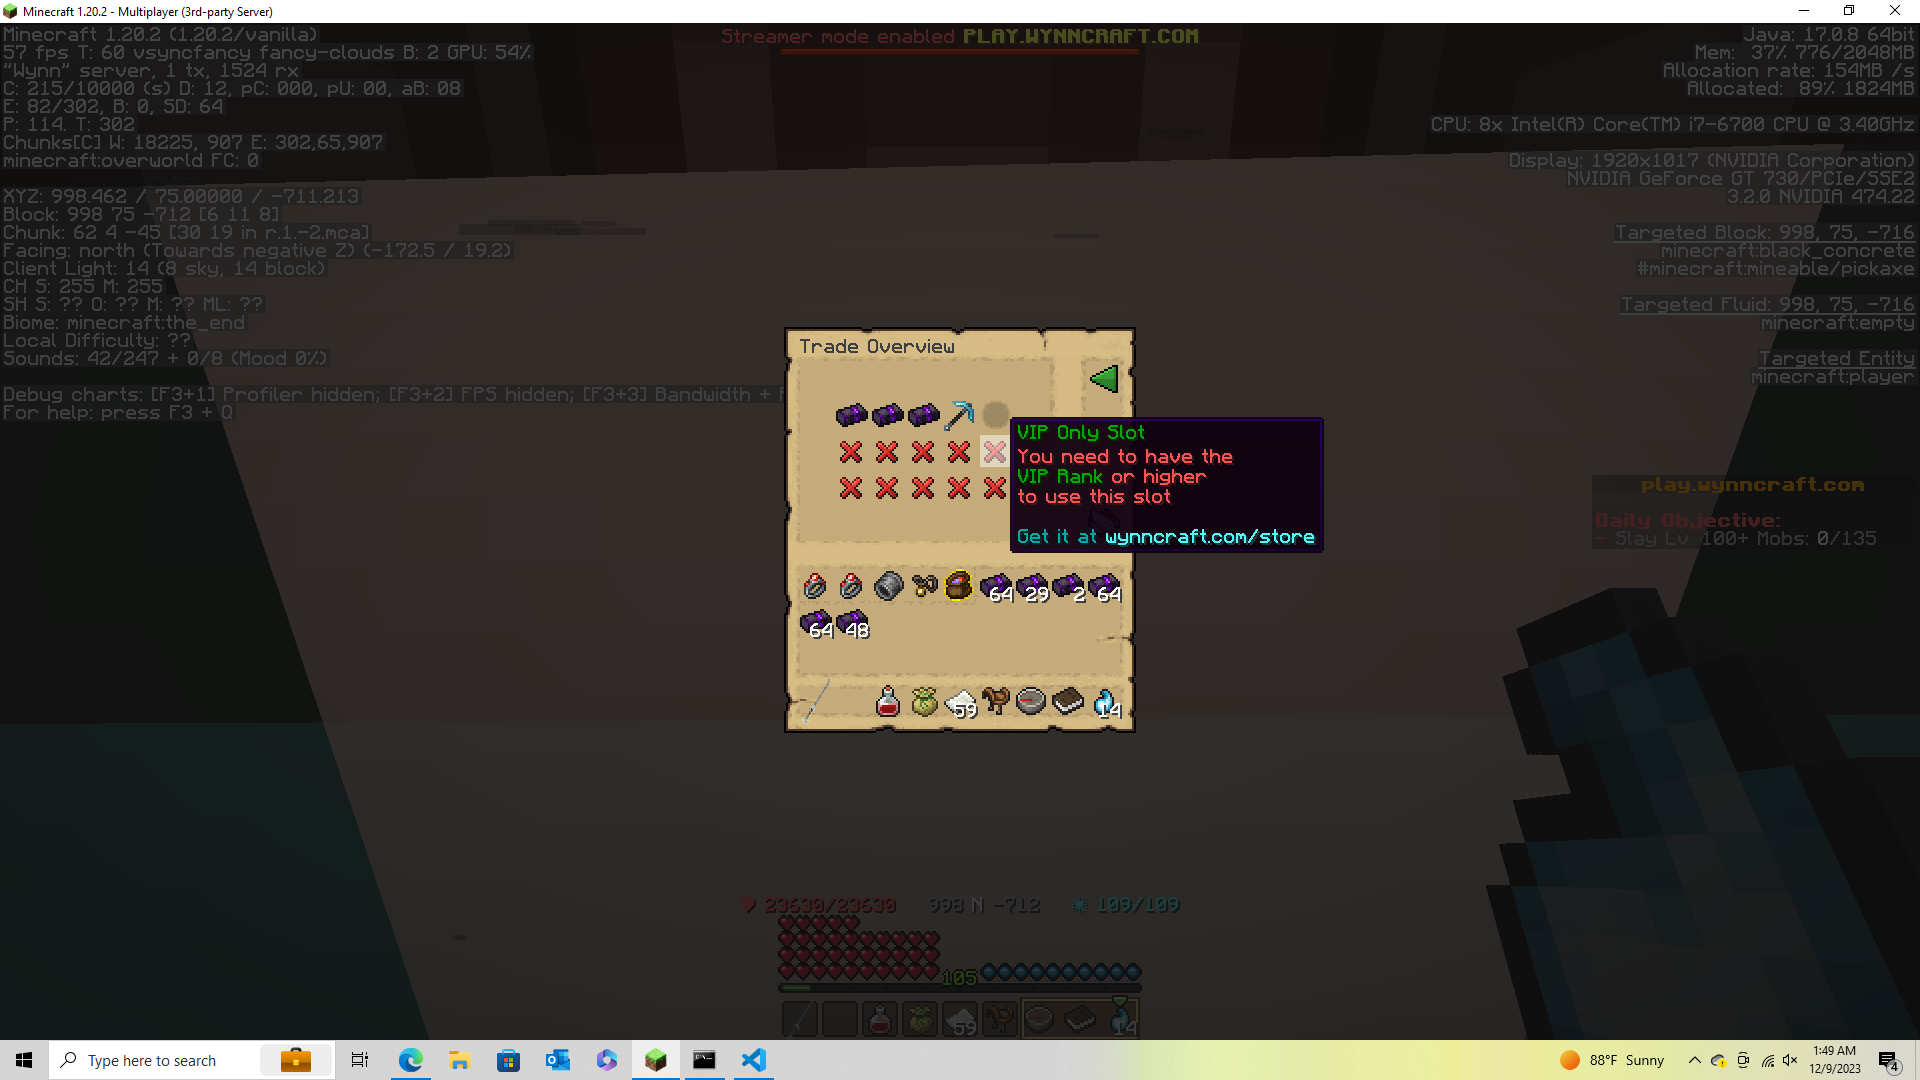 Minecraft 1.20.2 - Multiplayer (3rd-party Server)
Minecraft 1.20.2 (1.20.2/vanilla)
57 fps T: 60 vsyncfancy fancy-clouds B: 2 GPU: 54%
"Wynn" server, 1 tx, 1524 rx
C: 215/10000 (s) D: 12, pC: 000, pU: 00, aB: 08
E: 82/302, B: 0, SD: 64
P: 114. T: 302
Chunks[C] W: 18225, 907 E: 302,65,907
minecraft:overworld FC: 0
XYZ: 998.462 / 75.00000 / -711.213
Block: 998 75 -712 [6 11 8]
Chunk: 62 4 -45 [30 19 in r.1.-2.mca]
Facing: north (Towards negative Z) (-172.5 / 19.2)
Client Light: 14 (8 sky, 14 block)
CH S: 255 M: 255
SH S: ?? O: ?? M: ?? ML: ??
Biome: minecraft:the_end
Local Difficulty: ??
Sounds: 42/247 + 0/8 (Mood 0%)
Debug charts: [F3+1] Profiler hidden; [F3+2] FPS hidden; [F3+3] Bandwidth +
For help: press F3 + Q
Streamer mode enabled PLAY.WYNNCRAFT.COM
Java: 17.0.8 64bit
Mem: 37% 776/2048MB
Allocation rate: 154MB /s
Allocated: 89% 1824MB
CPU: 8x Intel(R) Core(TM) i7-6700 CPU @ 3.40GHz
Display: 1920x1017 (NVIDIA Corporation)
NVIDIA GeForce GT 730/PCIe/SSE2
3.2.0 NVIDIA 474.22
Targeted Block: 998, 75, -716
minecraft:black_concrete
#minecraft:mineable/pickaxe
Targeted Fluid: 998, 75, -716
minecraft:empty
Targeted Entity
minecraft:player
Trade Overview
VIP Only Slot
You need to have the
VIP Rank or higher
to use this slot
Get it at wynncraft.com/store
64 29 2 64
64 48
59 14
play.wynncraft.com
Daily Objective:
- Slay Lv. 100+ Mobs: 0/135
23630/23630 998 N -712 109/109
105
59 14
Type here to search
88°F Sunny
1:49 AM
12/9/2023
4